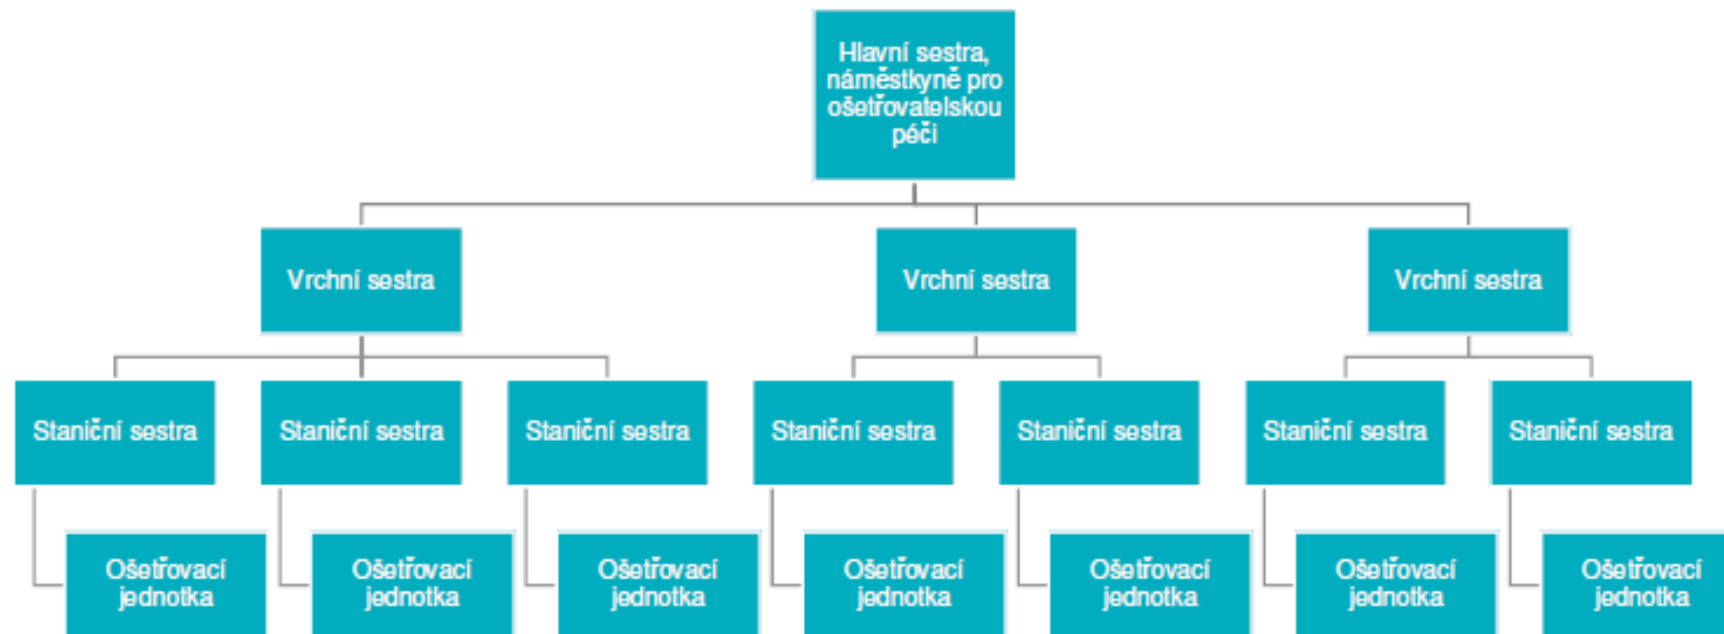 Hlavní sestra,
náměstkyně pro
ošetřovatelskou
péči
Vrchní sestra
Vrchní sestra
Vrchní sestra
Staniční sestra
Staniční sestra
Staniční sestra
Staniční sestra
Staniční sestra
Staniční sestra
Staniční sestra
Ošetřovací
jednotka
Ošetřovací
jednotka
Ošetřovací
jednotka
Ošetřovací
jednotka
Ošetřovací
jednotka
Ošetřovací
jednotka
Ošetřovací
jednotka